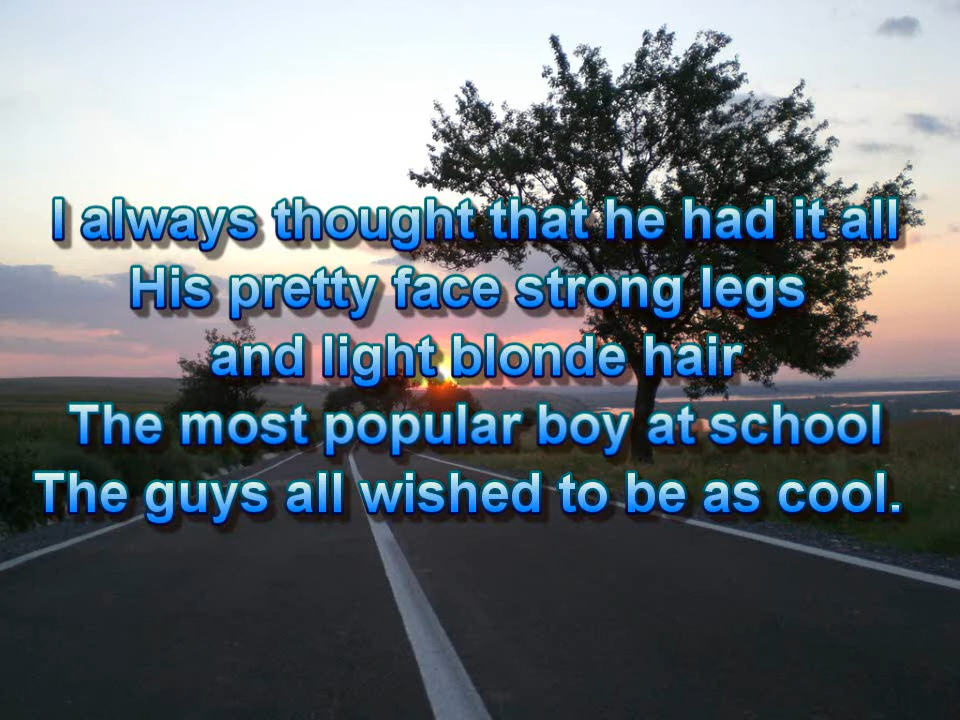 I always thought that he had it all
His pretty face strong legs
and light blonde hair
The most popular boy at school
The guys all wished to be as cool.